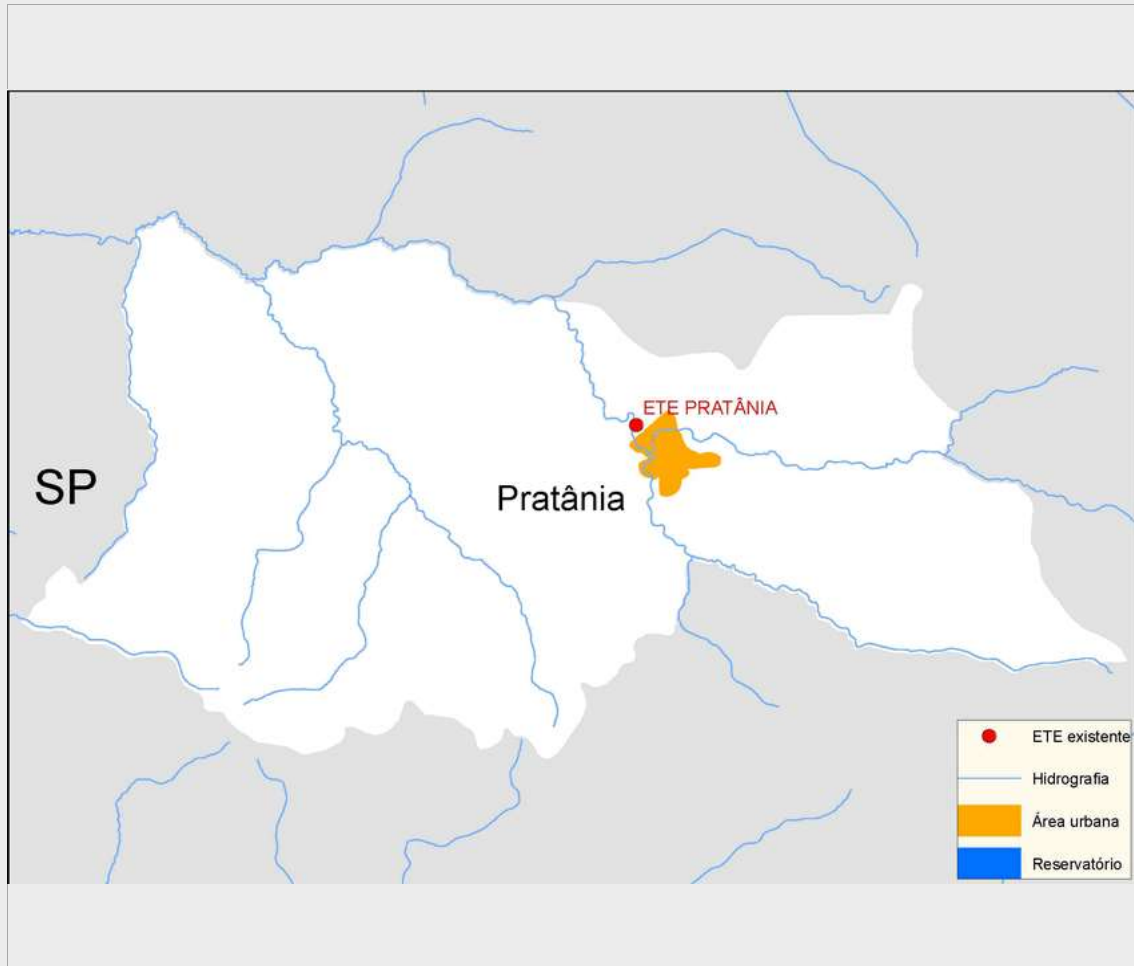 ETE PRATÂNIA
SP
Pratânia
ETE existente
Hidrografia
Área urbana
Reservatório